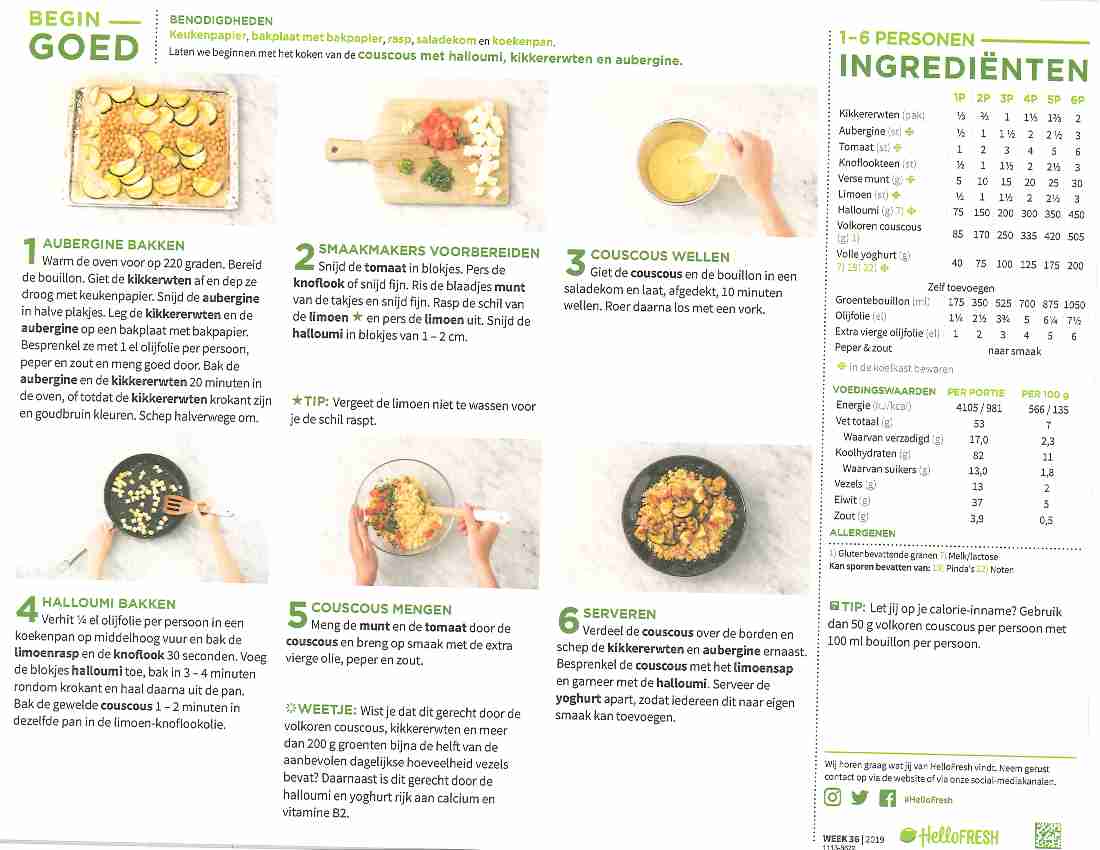 BEGIN
GOED
BENODIGDHEDEN
Keukenpapier, bakplaat met bakpapier, rasp, saladekom en koekenpan.
Laten we beginnen met het koken van de couscous met halloumi, kikkererwten en aubergine.
1 AUBERGINE BAKKEN
Warm de oven voor op 220 graden. Bereid
de bouillon. Giet de kikkerwten af en dep ze
droog met keukenpapier. Snijd de aubergine
in halve plakjes. Leg de kikkererwten en de
aubergine op een bakplaat met bakpapier.
Besprenkel ze met 1 el olijfolie per persoon,
peper en zout en meng goed door. Bak de
aubergine en de kikkererwten 20 minuten in
de oven, of totdat de kikkererwten krokant zijn
en goudbruin kleuren. Schep halverwege om.
2 SMAAKMAKERS VOORBEREIDEN
Snijd de tomaat in blokjes. Pers de
knoflook of snijd fijn. Ris de blaadjes munt
van de takjes en snijd fijn. Rasp de schil van
de limoen ★ en pers de limoen uit. Snijd de
halloumi in blokjes van 1 – 2 cm.
★TIP: Vergeet de limoen niet te wassen voor
je de schil raspt.
3 COUSCOUS WELLEN
Giet de couscous en de bouillon in een
saladekom en laat, afgedekt, 10 minuten
wellen. Roer daarna los met een vork.
4 HALLOUMI BAKKEN
Verhit ¼ el olijfolie per persoon in een
koekenpan op middelhoog vuur en bak de
limoenrasp en de knoflook 30 seconden. Voeg
de blokjes halloumi toe, bak in 3 – 4 minuten
rondom krokant en haal daarna uit de pan.
Bak de gewelde couscous 1 – 2 minuten in
dezelfde pan in de limoen-knoflookolie.
5 COUSCOUS MENGEN
Meng de munt en de tomaat door de
couscous en breng op smaak met de extra
vierge olie, peper en zout.
WEETJE: Wist je dat dit gerecht door de
volkoren couscous, kikkererwten en meer
dan 200 g groenten bijna de helft van de
aanbevolen dagelijkse hoeveelheid vezels
bevat? Daarnaast is dit gerecht door de
halloumi en yoghurt rijk aan calcium en
vitamine B2.
6 SERVEREN
Verdeel de couscous over de borden en
schep de kikkererwten en aubergine ernaast.
Besprenkel de couscous met het limoensap
en garneer met de halloumi. Serveer de
yoghurt apart, zodat iedereen dit naar eigen
smaak kan toevoegen.
1–6 PERSONEN
INGREDIËNTEN
1P 2P 3P 4P 5P 6P
Kikkererwten (pak) ⅓ ⅔ 1 1⅓ 1⅔ 2
Aubergine (st) ½ 1 1½ 2 2½ 3
Tomaat (st) 1 2 3 4 5 6
Knoflookteen (st) ½ 1 1½ 2 2½ 3
Verse munt (g) 5 10 15 20 25 30
Limoen (st) ½ 1 1½ 2 2½ 3
Halloumi (g) 7) 75 150 200 300 350 450
Volkoren couscous
(g) 1) 85 170 250 335 420 505
Volle yoghurt (g)
7) 19) 22) 40 75 100 125 175 200
Zelf toevoegen
Groentebouillon (ml) 175 350 525 700 875 1050
Olijfolie (el) 1¼ 2½ 3¾ 5 6¼ 7½
Extra vierge olijfolie (el) 1 2 3 4 5 6
Peper & zout naar smaak
in de koelkast bewaren
VOEDINGSWAARDEN PER PORTIE PER 100 g
Energie (kJ/kcal) 4105 / 981 566 / 135
Vet totaal (g) 53 7
Waarvan verzadigd (g) 17,0 2,3
Koolhydraten (g) 82 11
Waarvan suikers (g) 13,0 1,8
Vezels (g) 13 2
Eiwit (g) 37 5
Zout (g) 3,9 0,5
ALLERGENEN
1) Gluten bevattende granen 7) Melk/lactose
Kan sporen bevatten van: 19) Pinda's 22) Noten
TIP: Let jij op je calorie-inname? Gebruik
dan 50 g volkoren couscous per persoon met
100 ml bouillon per persoon.
Wij horen graag wat jij van HelloFresh vindt. Neem gerust
contact op via de website of via onze social-mediakanalen.
#HelloFresh
WEEK 36 | 2019
HelloFRESH